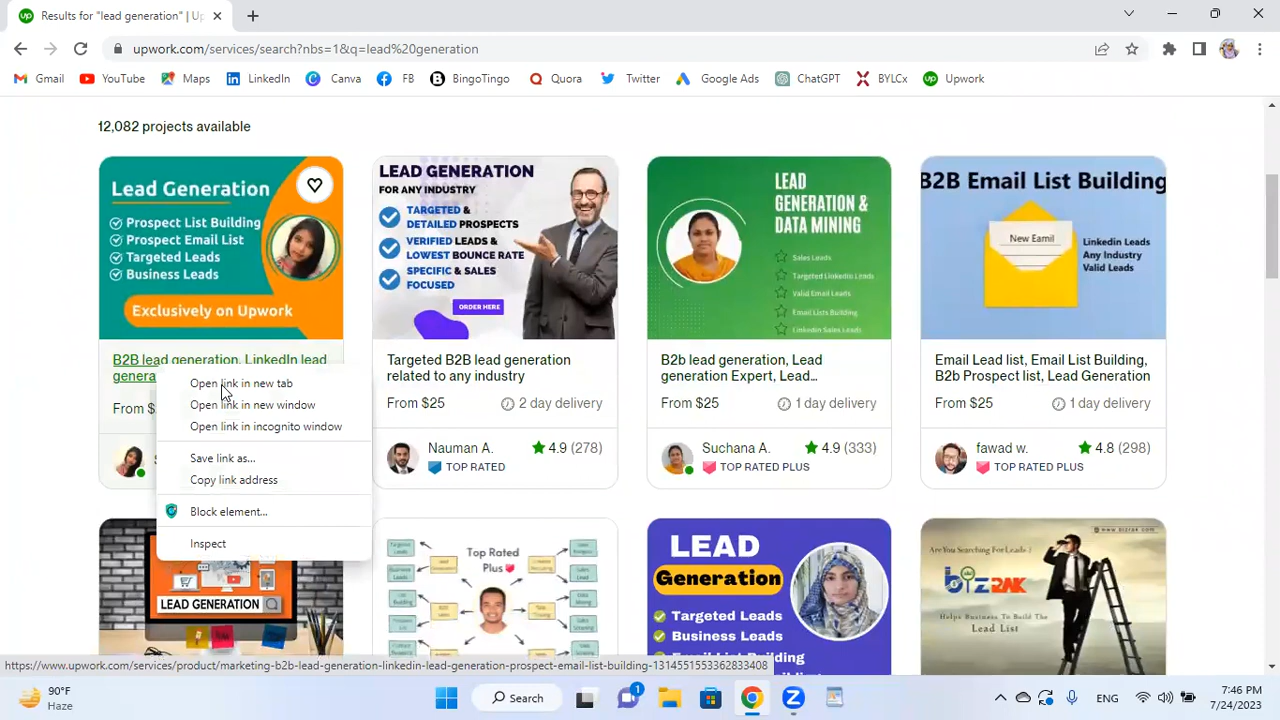 Results for "lead generation" | Up
upwork.com/services/search?nbs=1&q=lead%20generation
Gmail YouTube Maps LinkedIn Canva FB BingoTingo Quora Twitter Google Ads ChatGPT BYLCx Upwork
12,082 projects available
Lead Generation
Prospect List Building
Prospect Email List
Targeted Leads
Business Leads
Exclusively on Upwork
B2B lead generation, LinkedIn lead
genera
From $
LEAD GENERATION
FOR ANY INDUSTRY
TARGETED &
DETAILED PROSPECTS
VERIFIED LEADS &
LOWEST BOUNCE RATE
SPECIFIC & SALES
FOCUSED
ORDER HERE
Targeted B2B lead generation
related to any industry
From $25 2 day delivery
Nauman A. 4.9 (278)
TOP RATED
LEAD
GENERATION &
DATA MINING
Sales Leads
Targeted Linkedin Leads
Valid Email Leads
Email Lists Building
Linkedin Sales Leads
B2b lead generation, Lead
generation Expert, Lead...
From $25 1 day delivery
Suchana A. 4.9 (333)
TOP RATED PLUS
B2B Email List Building
New Eamil
Linkedin Leads
Any Industry
Valid Leads
Email Lead list, Email List Building,
B2B Prospect list, Lead Generation
From $25 1 day delivery
fawad w. 4.8 (298)
TOP RATED PLUS
Open link in new tab
Open link in new window
Open link in incognito window
Save link as...
Copy link address
Block element...
Inspect
LEAD GENERATION
Top Rated
Plus
LEAD
Generation
Targeted Leads
Business Leads
Email List Building
www.bizrak.com
Are You Searching For Leads ?
BIZRAK
Helps Business To Build The
Lead List
https://www.upwork.com/services/product/marketing-b2b-lead-generation-linkedin-lead-generation-prospect-email-list-building-1314551553362833408
90°F
Haze
Search
1
ENG
7:46 PM
7/24/2023